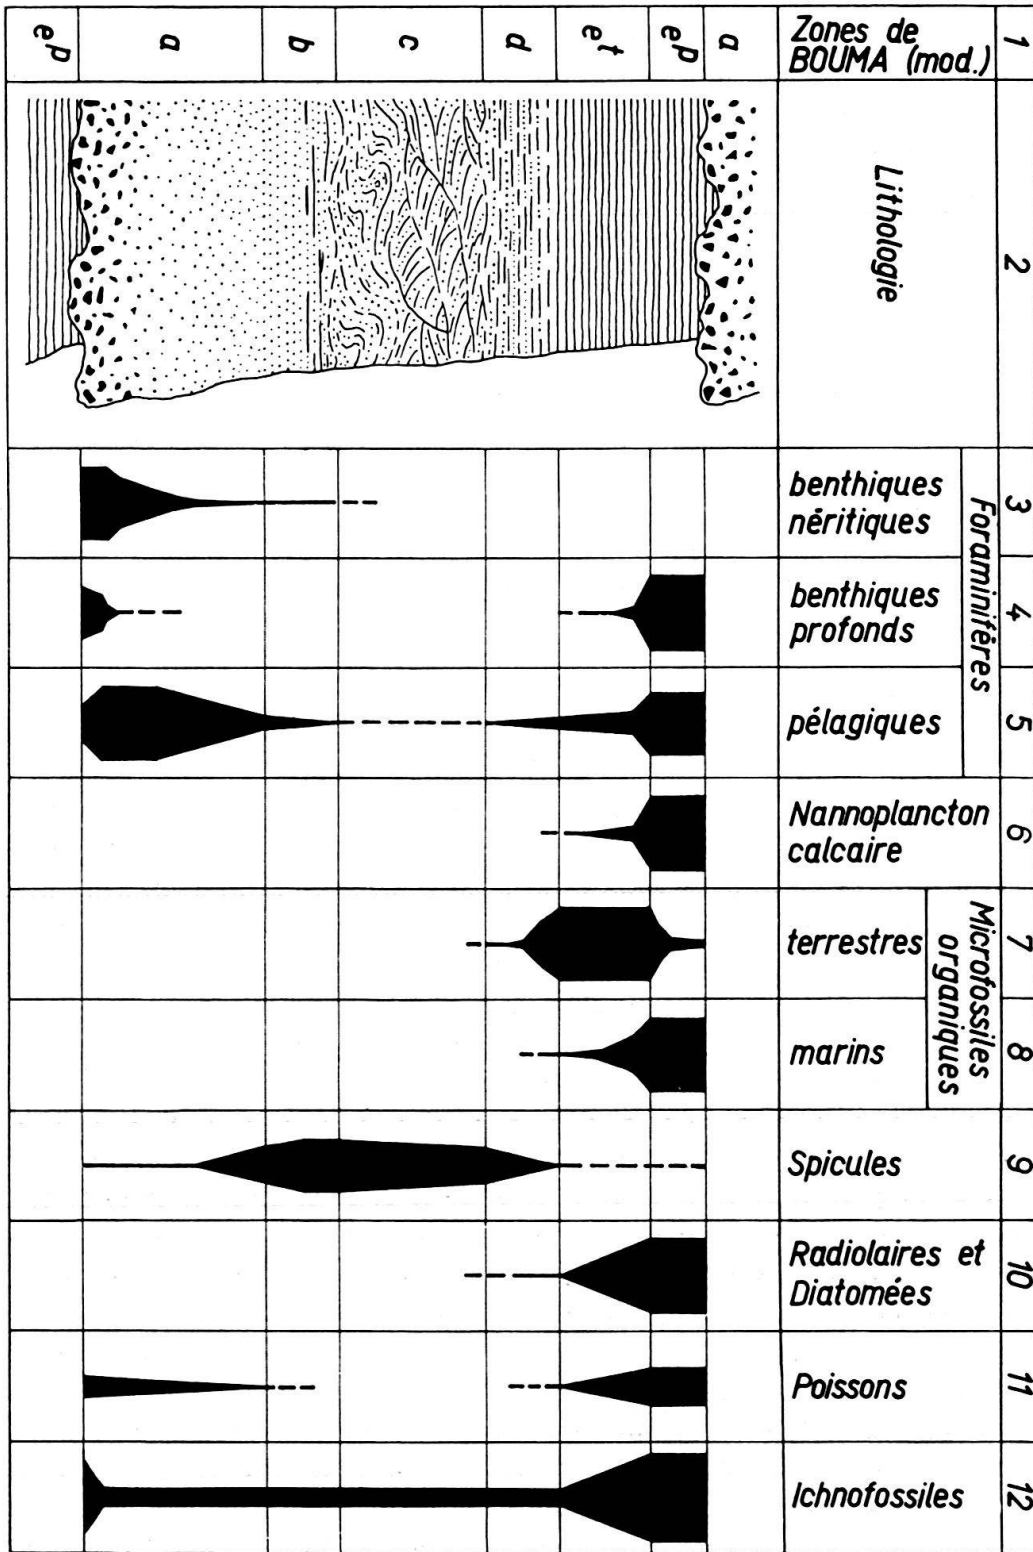 1
Zones de
BOUMA (mod.)
a
eᵖ
eᵗ
d
c
b
a
eᵖ
2
Lithologie
Foraminifères
3
benthiques
néritiques
4
benthiques
profonds
5
pélagiques
6
Nannoplancton
calcaire
Microfossiles
organiques
7
terrestres
8
marins
9
Spicules
10
Radiolaires et
Diatomées
11
Poissons
12
Ichnofossiles